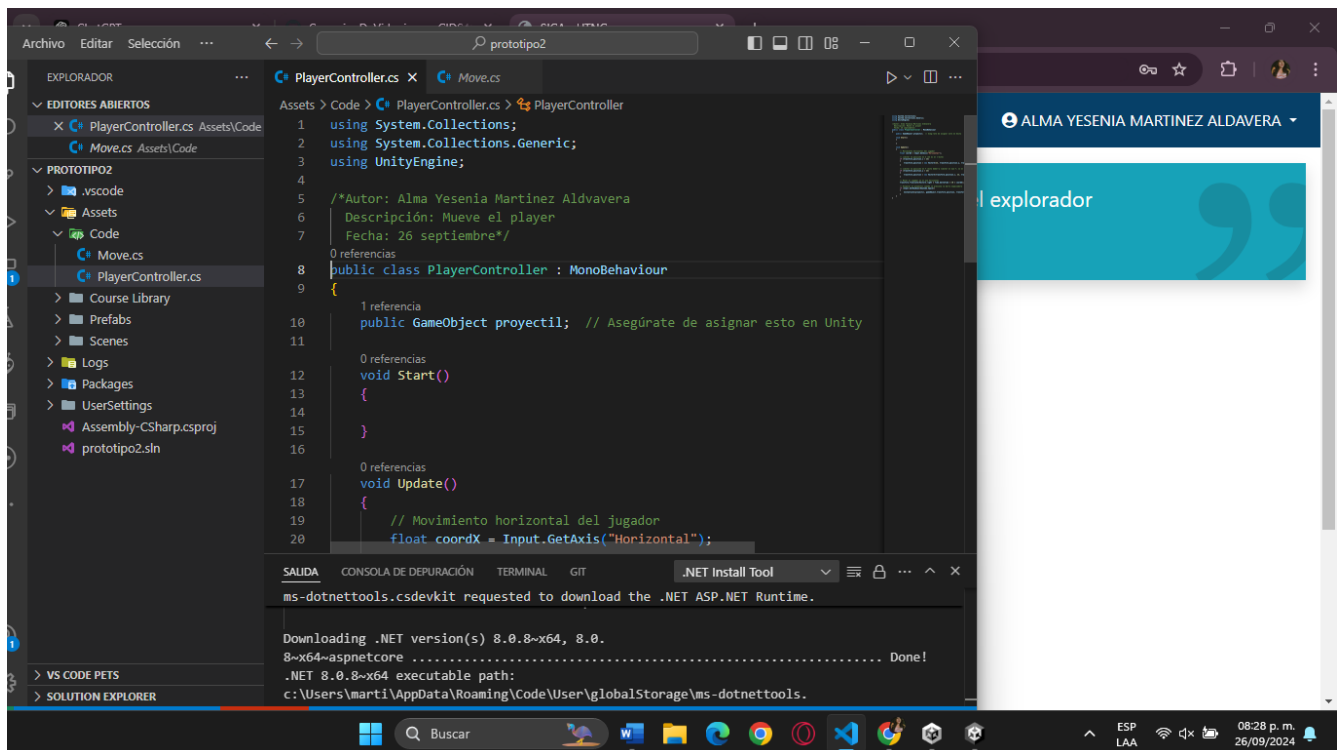 Archivo Editar Selección ··· prototipo2
EXPLORADOR ···
EDITORES ABIERTOS
PlayerController.cs Assets\Code
Move.cs Assets\Code
PROTOTIPO2
.vscode
Assets
Code
Move.cs
PlayerController.cs
Course Library
Prefabs
Scenes
Logs
Packages
UserSettings
Assembly-CSharp.csproj
prototipo2.sln
VS CODE PETS
SOLUTION EXPLORER
PlayerController.cs Move.cs
Assets > Code > PlayerController.cs > PlayerController
1 using System.Collections;
2 using System.Collections.Generic;
3 using UnityEngine;
4
5 /*Autor: Alma Yesenia Martinez Aldvavera
6 Descripción: Mueve el player
7 Fecha: 26 septiembre*/
0 referencias
8 public class PlayerController : MonoBehaviour
9 {
1 referencia
10 public GameObject proyectil; // Asegúrate de asignar esto en Unity
11
0 referencias
12 void Start()
13 {
14
15 }
16
0 referencias
17 void Update()
18 {
19 // Movimiento horizontal del jugador
20 float coordX = Input.GetAxis("Horizontal");
SALIDA CONSOLA DE DEPURACIÓN TERMINAL GIT .NET Install Tool
ms-dotnettools.csdevkit requested to download the .NET ASP.NET Runtime.
Downloading .NET version(s) 8.0.8~x64, 8.0.
8~x64~aspnetcore ...................................................................... Done!
.NET 8.0.8~x64 executable path:
c:\Users\marti\AppData\Roaming\Code\User\globalStorage\ms-dotnettools.
ALMA YESENIA MARTINEZ ALDAVERA
el explorador
Buscar
ESP
LAA
08:28 p. m.
26/09/2024